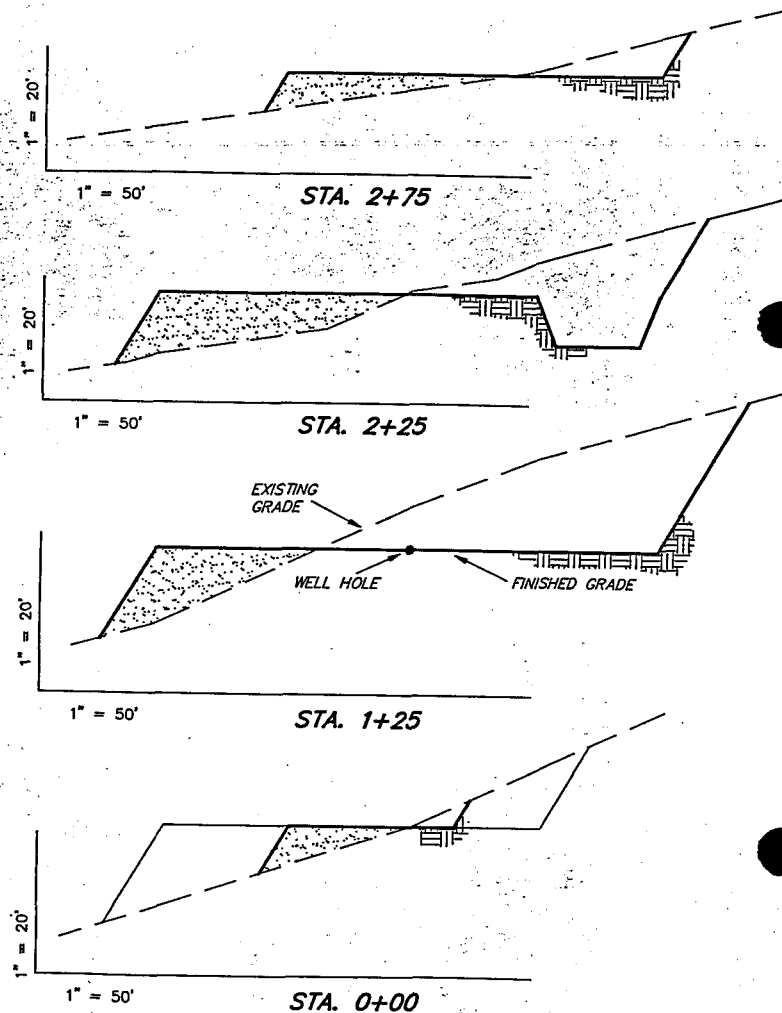 1" = 20'
1" = 50'
STA. 2+75
1" = 20'
1" = 50'
STA. 2+25
EXISTING
GRADE
WELL HOLE
FINISHED GRADE
1" = 20'
1" = 50'
STA. 1+25
1" = 20'
1" = 50'
STA. 0+00